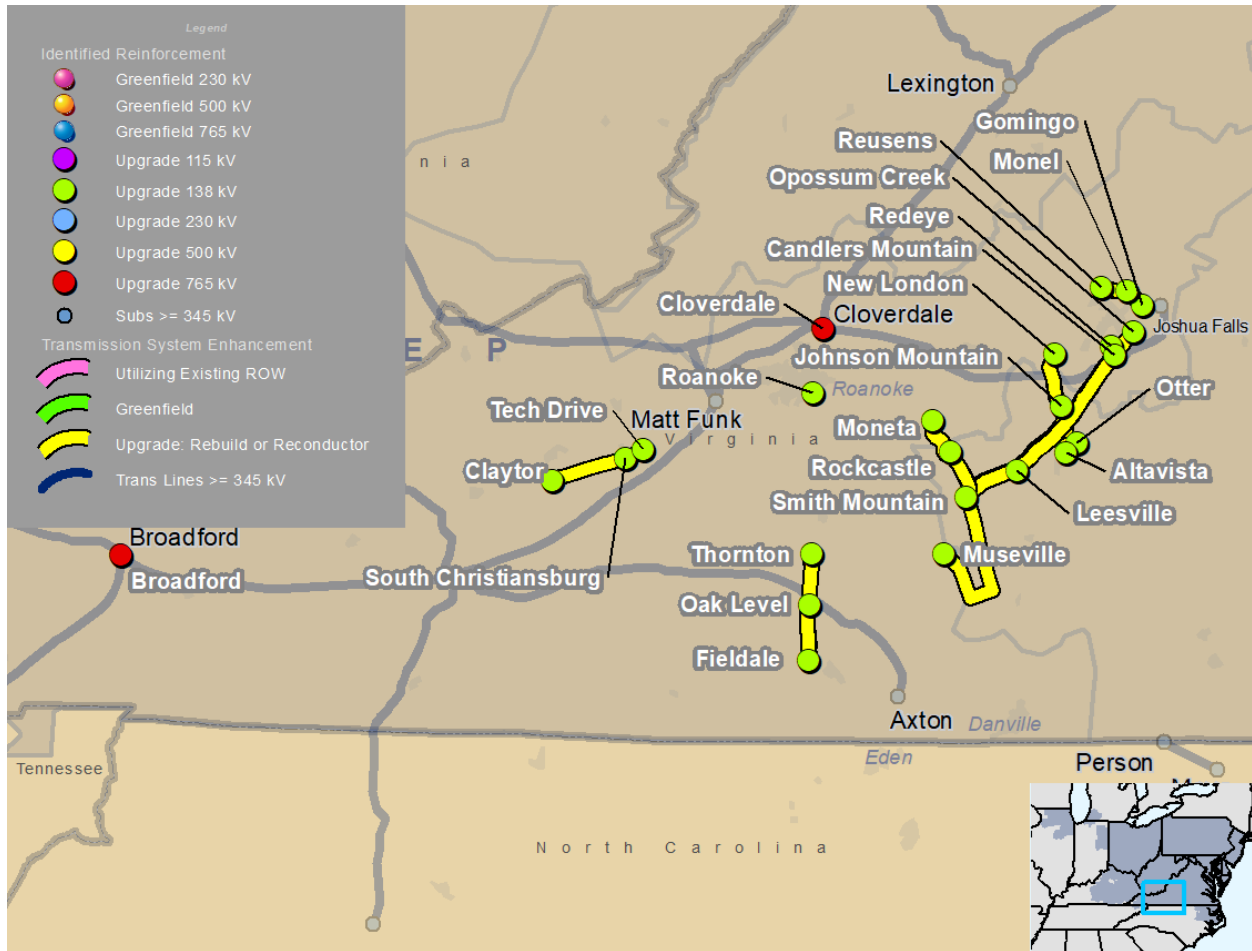 Legend
Identified Reinforcement
Greenfield 230 kV
Greenfield 500 kV
Greenfield 765 kV
Upgrade 115 kV
Upgrade 138 kV
Upgrade 230 kV
Upgrade 500 kV
Upgrade 765 kV
Subs >= 345 kV
Transmission System Enhancement
Utilizing Existing ROW
Greenfield
Upgrade: Rebuild or Reconductor
Trans Lines >= 345 kV
Lexington
Gomingo
Reusens
Monel
nia
Opossum Creek
Redeye
Candlers Mountain
New London
Cloverdale
Cloverdale
Joshua Falls
E P
Johnson Mountain
Roanoke
Roanoke
Otter
Tech Drive
Matt Funk
Virginia
Moneta
Claytor
Rockcastle
Altavista
Smith Mountain
Leesville
Broadford
Broadford
South Christiansburg
Thornton
Museville
Oak Level
Fieldale
Axton
Danville
Eden
Person
Tennessee
North Carolina